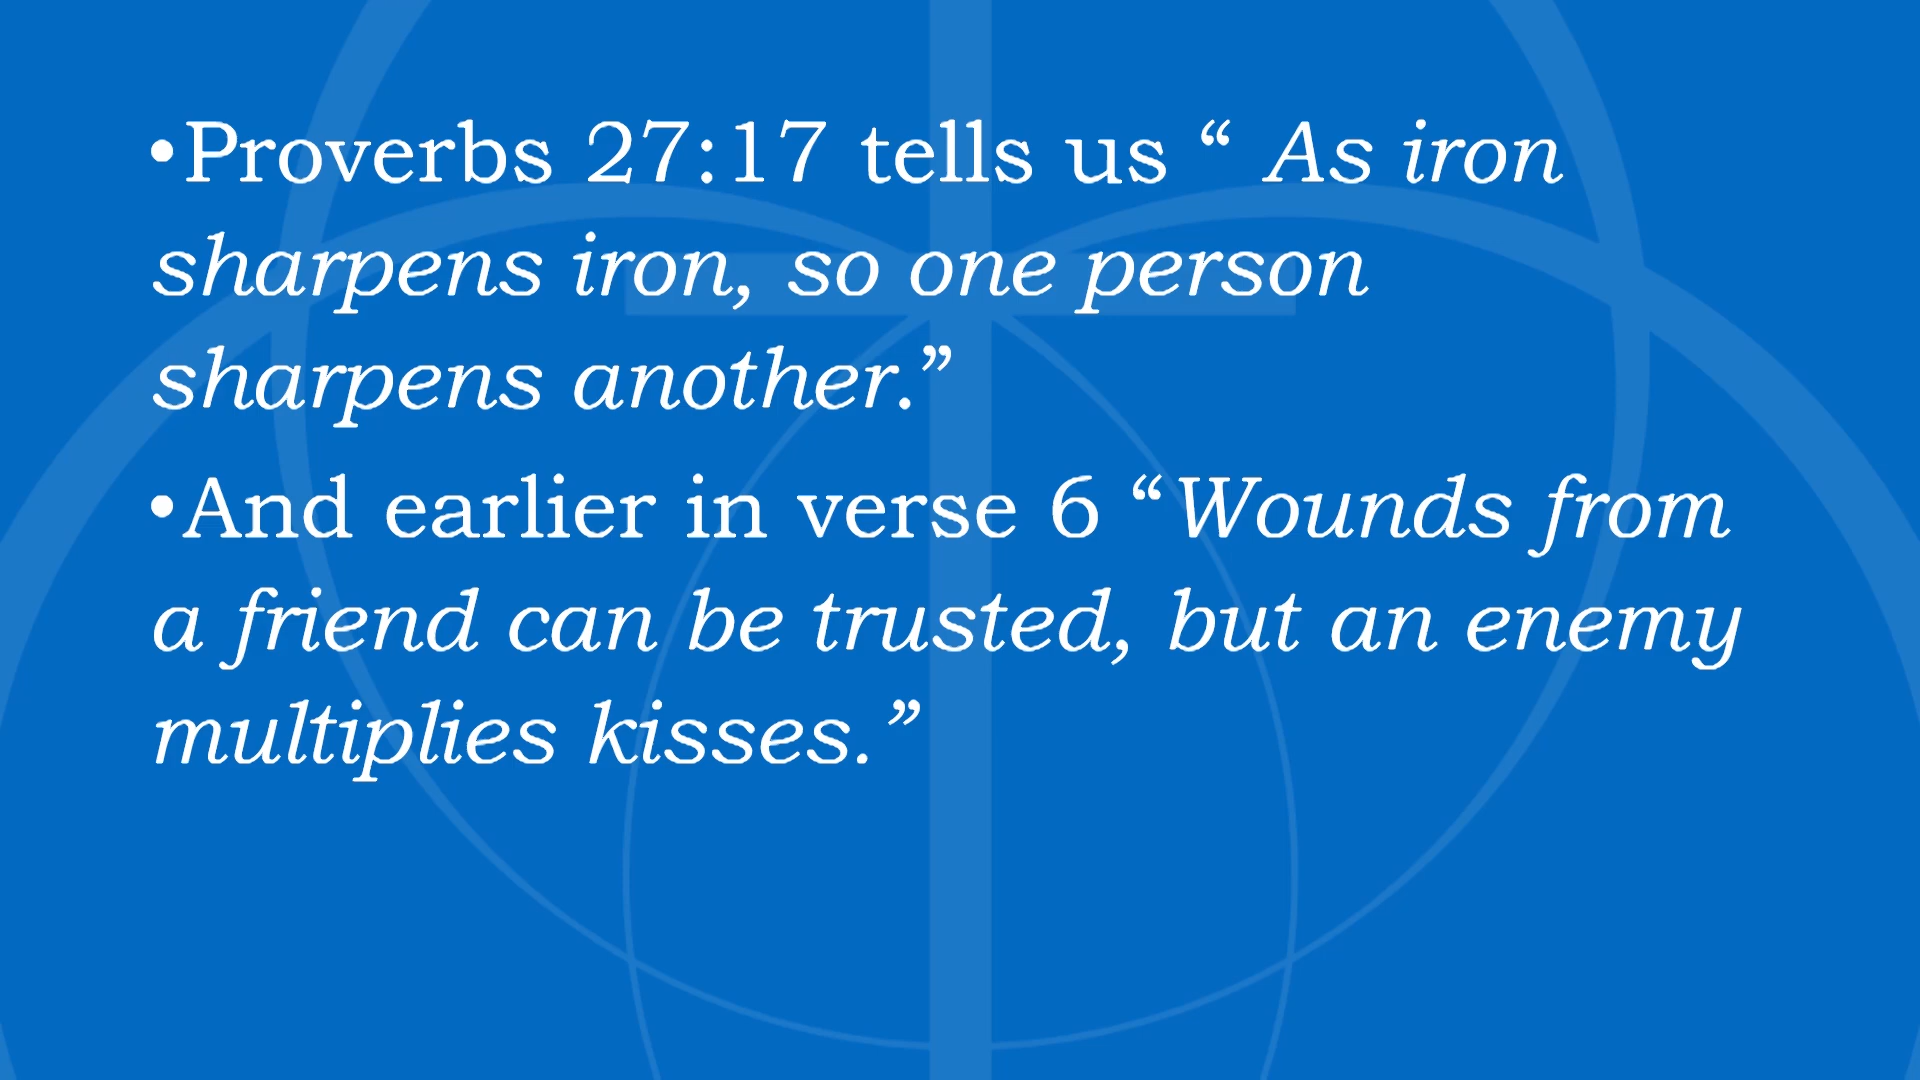 •Proverbs 27:17 tells us “ As iron
sharpens iron, so one person
sharpens another.”
•And earlier in verse 6 “Wounds from
a friend can be trusted, but an enemy
multiplies kisses.”